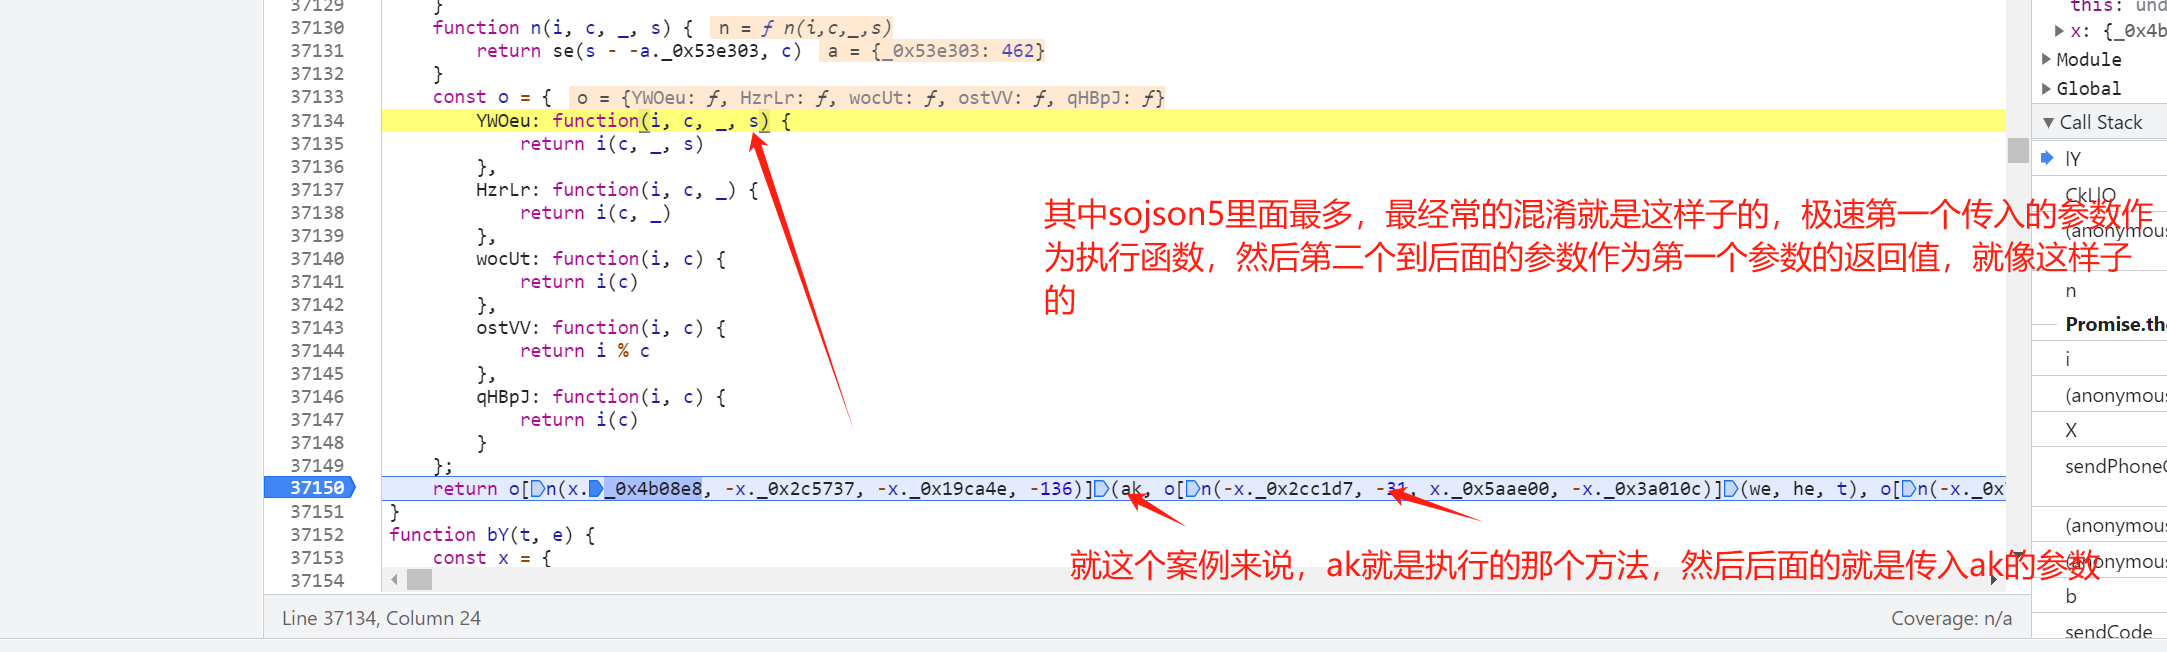 37129 }
37130 function n(i, c, _, s) { n = ƒ n(i,c,_,s)
37131 return se(s - -a._0x53e303, c) a = {_0x53e303: 462}
37132 }
37133 const o = { o = {YWOeu: ƒ, HzrLr: ƒ, wocUt: ƒ, ostVV: ƒ, qHBpJ: ƒ}
37134 YWOeu: function(i, c, _, s) {
37135 return i(c, _, s)
37136 },
37137 HzrLr: function(i, c, _) {
37138 return i(c, _)
37139 },
37140 wocUt: function(i, c) {
37141 return i(c)
37142 },
37143 ostVV: function(i, c) {
37144 return i % c
37145 },
37146 qHBpJ: function(i, c) {
37147 return i(c)
37148 }
37149 };
37150 return o[n(x._0x4b08e8, -x._0x2c5737, -x._0x19ca4e, -136)](ak, o[n(-x._0x2cc1d7, -31, x._0x5aae00, -x._0x3a010c)](we, he, t), o[n(-x._0x
37151 }
37152 function bY(t, e) {
37153 const x = {
37154
其中sojson5里面最多，最经常的混淆就是这样子的，极速第一个传入的参数作
为执行函数，然后第二个到后面的参数作为第一个参数的返回值，就像这样子
的
就这个案例来说，ak就是执行的那个方法，然后后面的就是传入ak的参数
Line 37134, Column 24
Coverage: n/a
this: und
x: {_0x4b
Module
Global
Call Stack
lY
CkUO
(anonymous
n
Promise.the
i
(anonymous
X
sendPhoneC
(anonymous
(anonymous
b
sendCode